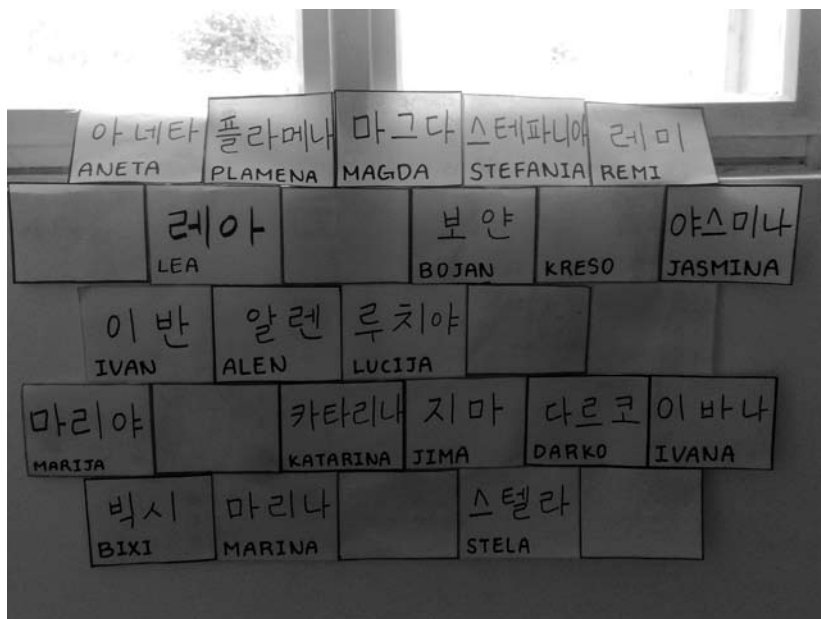 아네타 플라메나 마그다 스테파니아 레미
ANETA PLAMENA MAGDA STEFANIA REMI
레아 보얀 야스미나
LEA BOJAN KRESO JASMINA
이반 알렌 루치야
IVAN ALEN LUCIJA
마리야 카타리나 지마 다르코 이바나
MARIJA KATARINA JIMA DARKO IVANA
빅시 마리나 스텔라
BIXI MARINA STELA